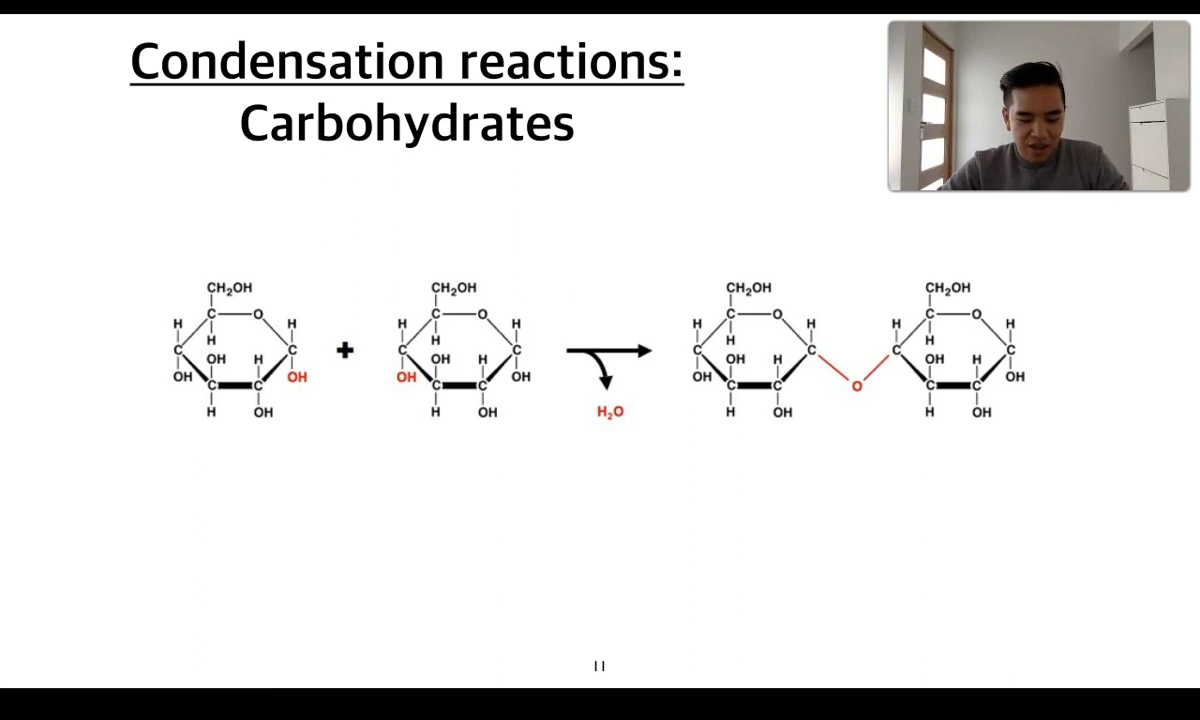 Condensation reactions:
Carbohydrates
CH₂OH CH₂OH CH₂OH CH₂OH
C O C O C O C O
H H H H H H H H
H H H H
C OH H C + C OH H C C OH H C C OH H C
OH C C OH OH C C OH OH C C O C C OH
H OH H OH H₂O H OH H OH
11